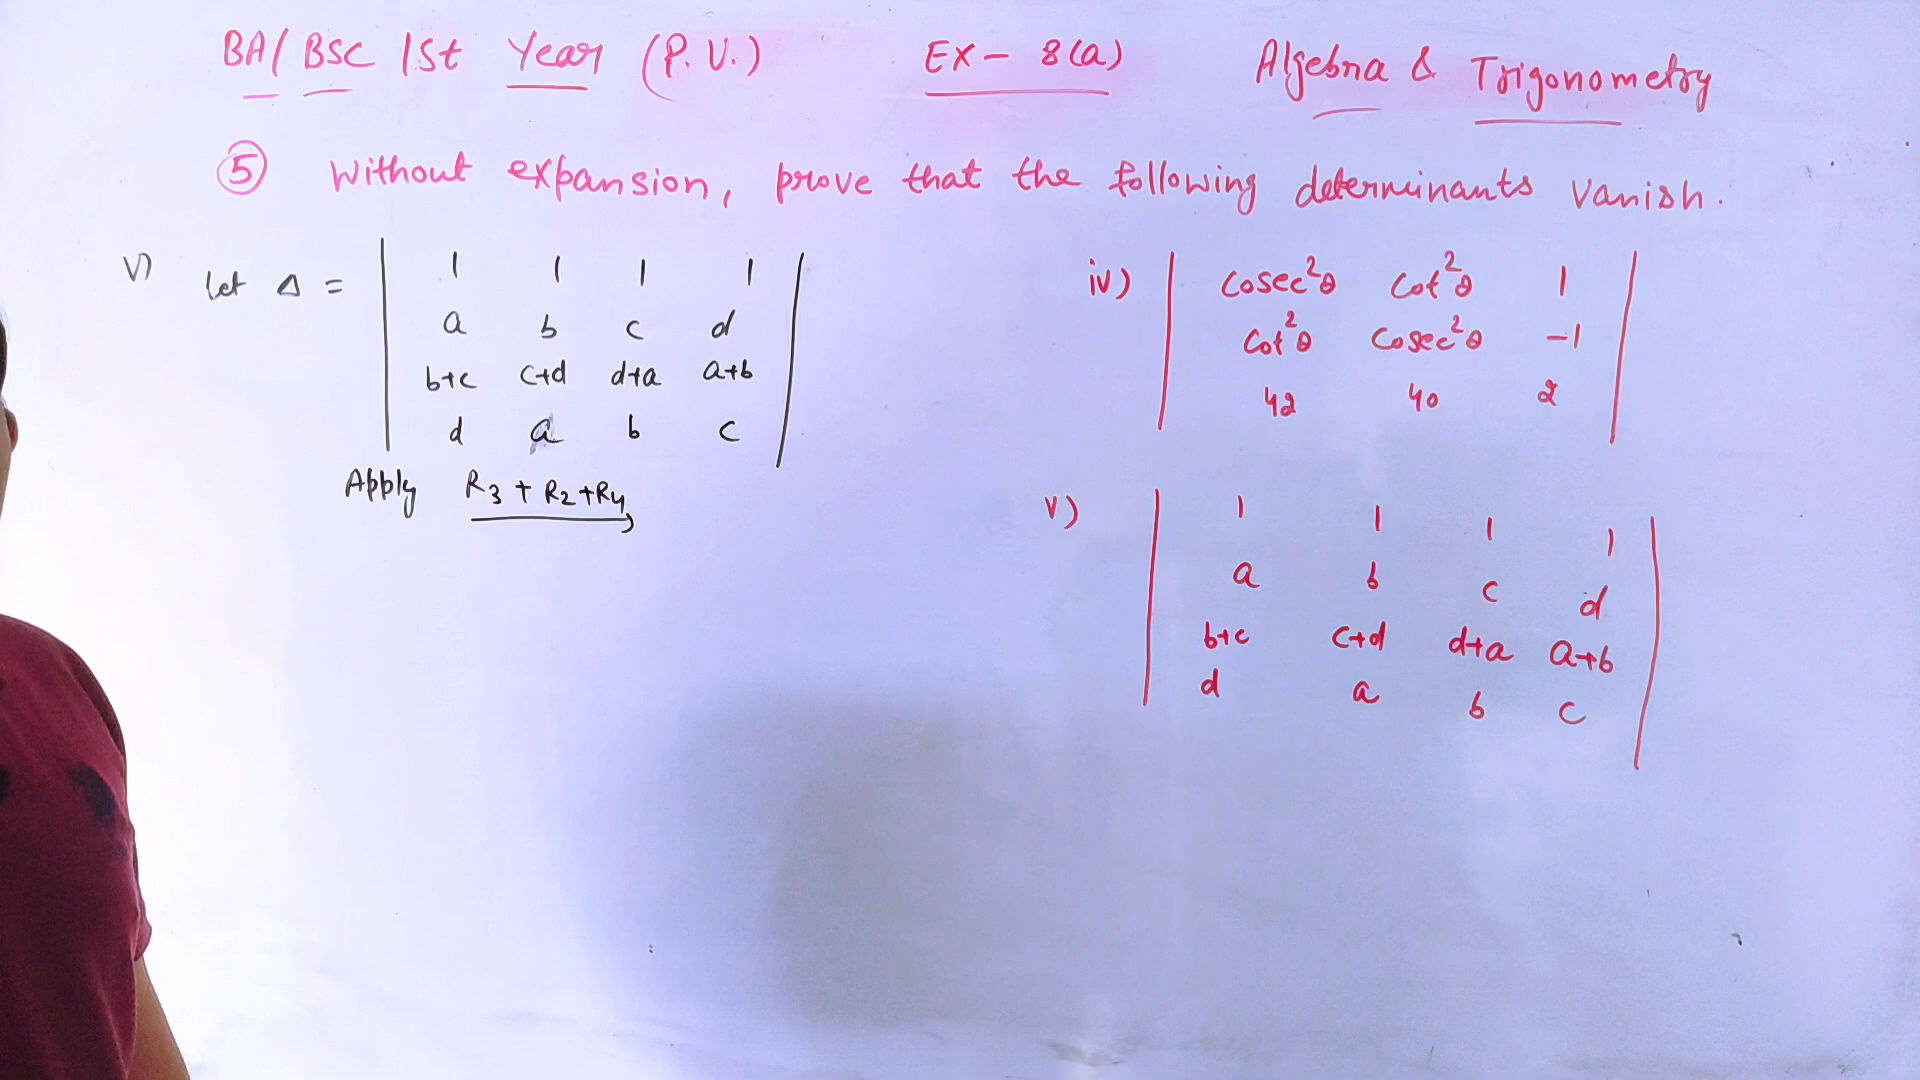 BA/BSC 1st Year (P.U.) EX - 8(a) Algebra & Trigonometry
⑤ Without expansion, prove that the following determinants vanish.
V) let Δ =
1 1 1 1
a b c d
b+c c+d d+a a+b
d a b c
Apply R₃ + R₂ + R₄
iv)
Cosec²θ Cot²θ 1
Cot²θ Cosec²θ -1
42 40 2
v)
1 1 1 1
a b c d
b+c c+d d+a a+b
d a b c